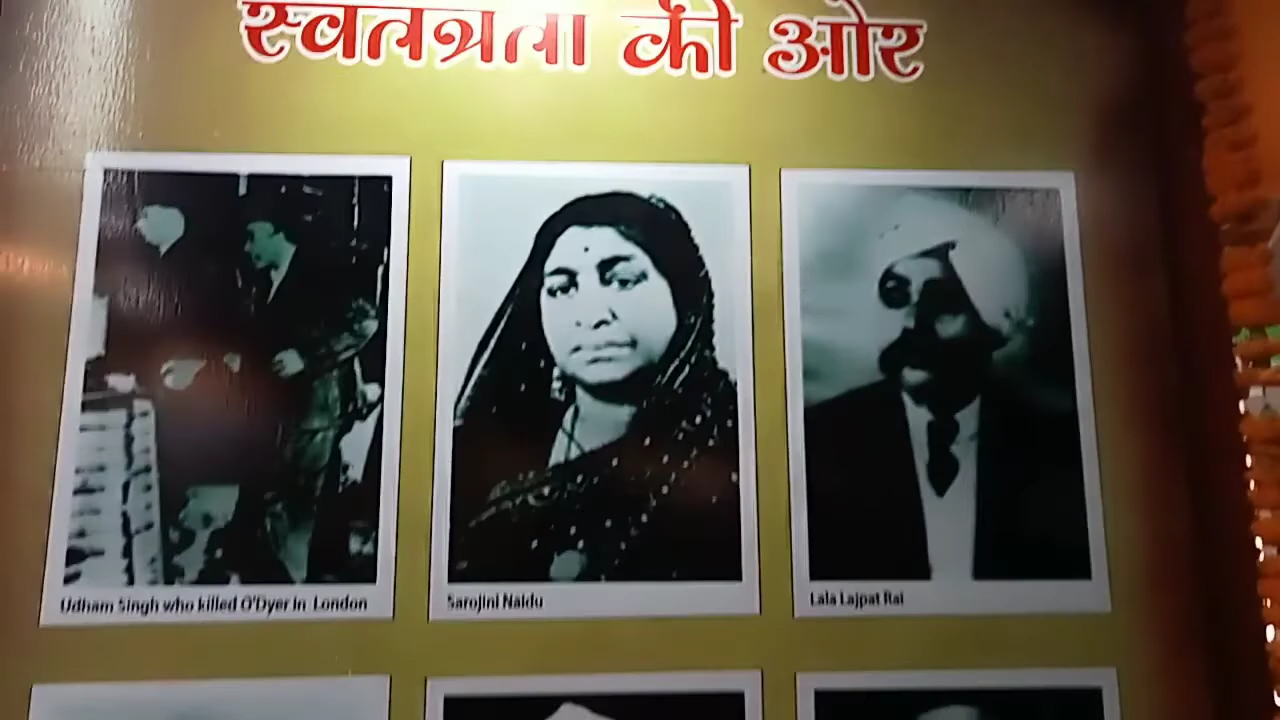 स्वतंत्रता की ओर
Udham Singh who killed O'Dyer in London
Sarojini Naidu
Lala Lajpat Rai